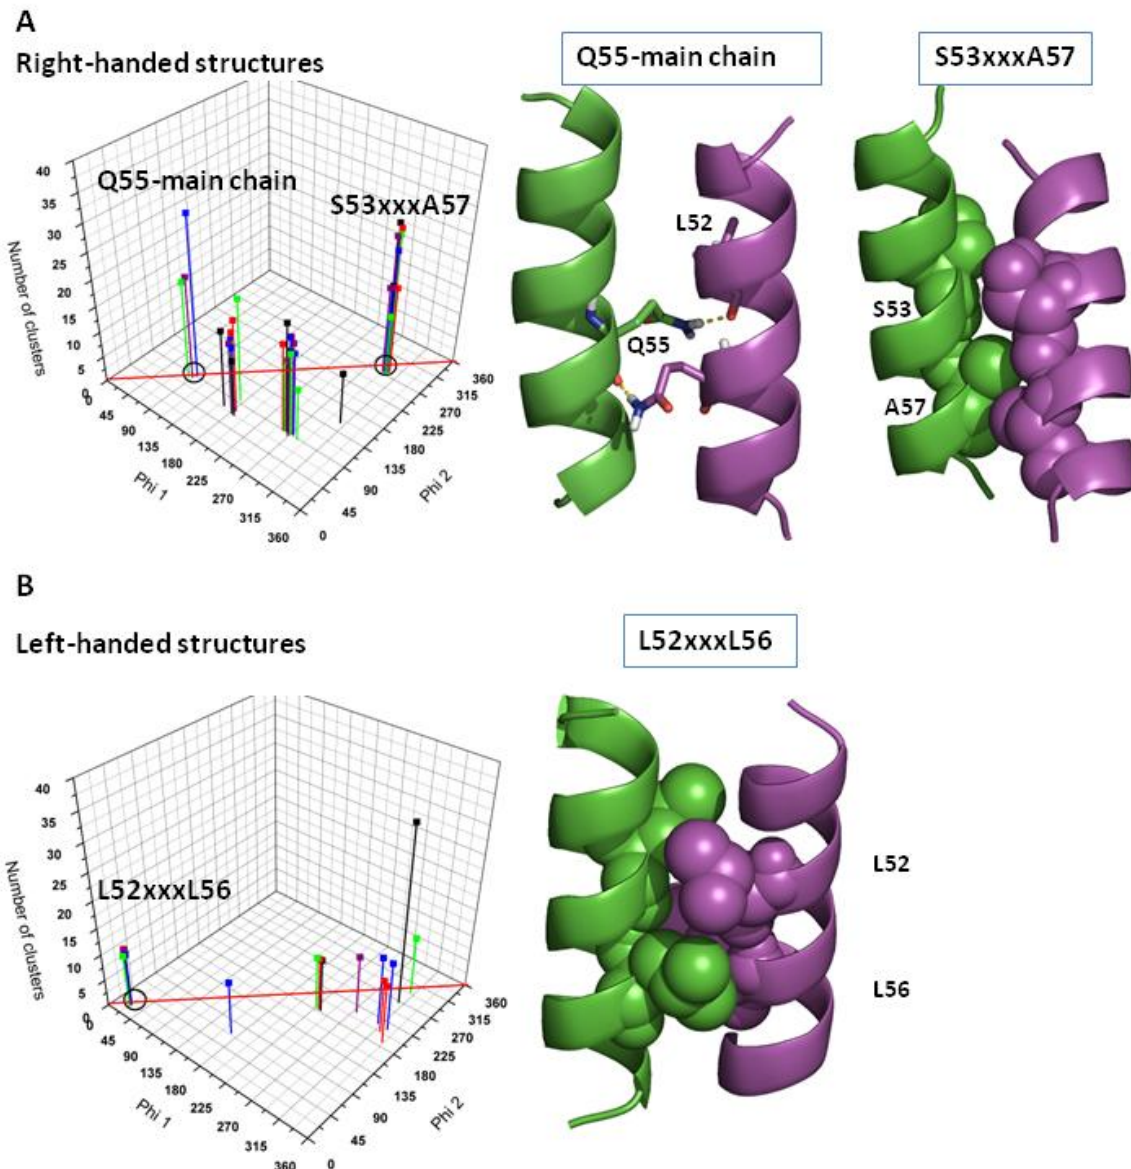 A
Right-handed structures
Q55-main chain
S53xxxA57
Q55-main chain
S53xxxA57
40
35
30
25
20
15
10
5
0
Number of clusters
0
45
90
135
180
225
270
315
360
Phi 1
0
45
90
135
180
225
270
315
360
Phi 2
L52
Q55
S53
A57
B
Left-handed structures
L52xxxL56
L52xxxL56
40
35
30
25
20
15
10
5
0
Number of clusters
0
45
90
135
180
225
270
315
360
Phi 1
0
45
90
135
180
225
270
315
360
Phi 2
L52
L56